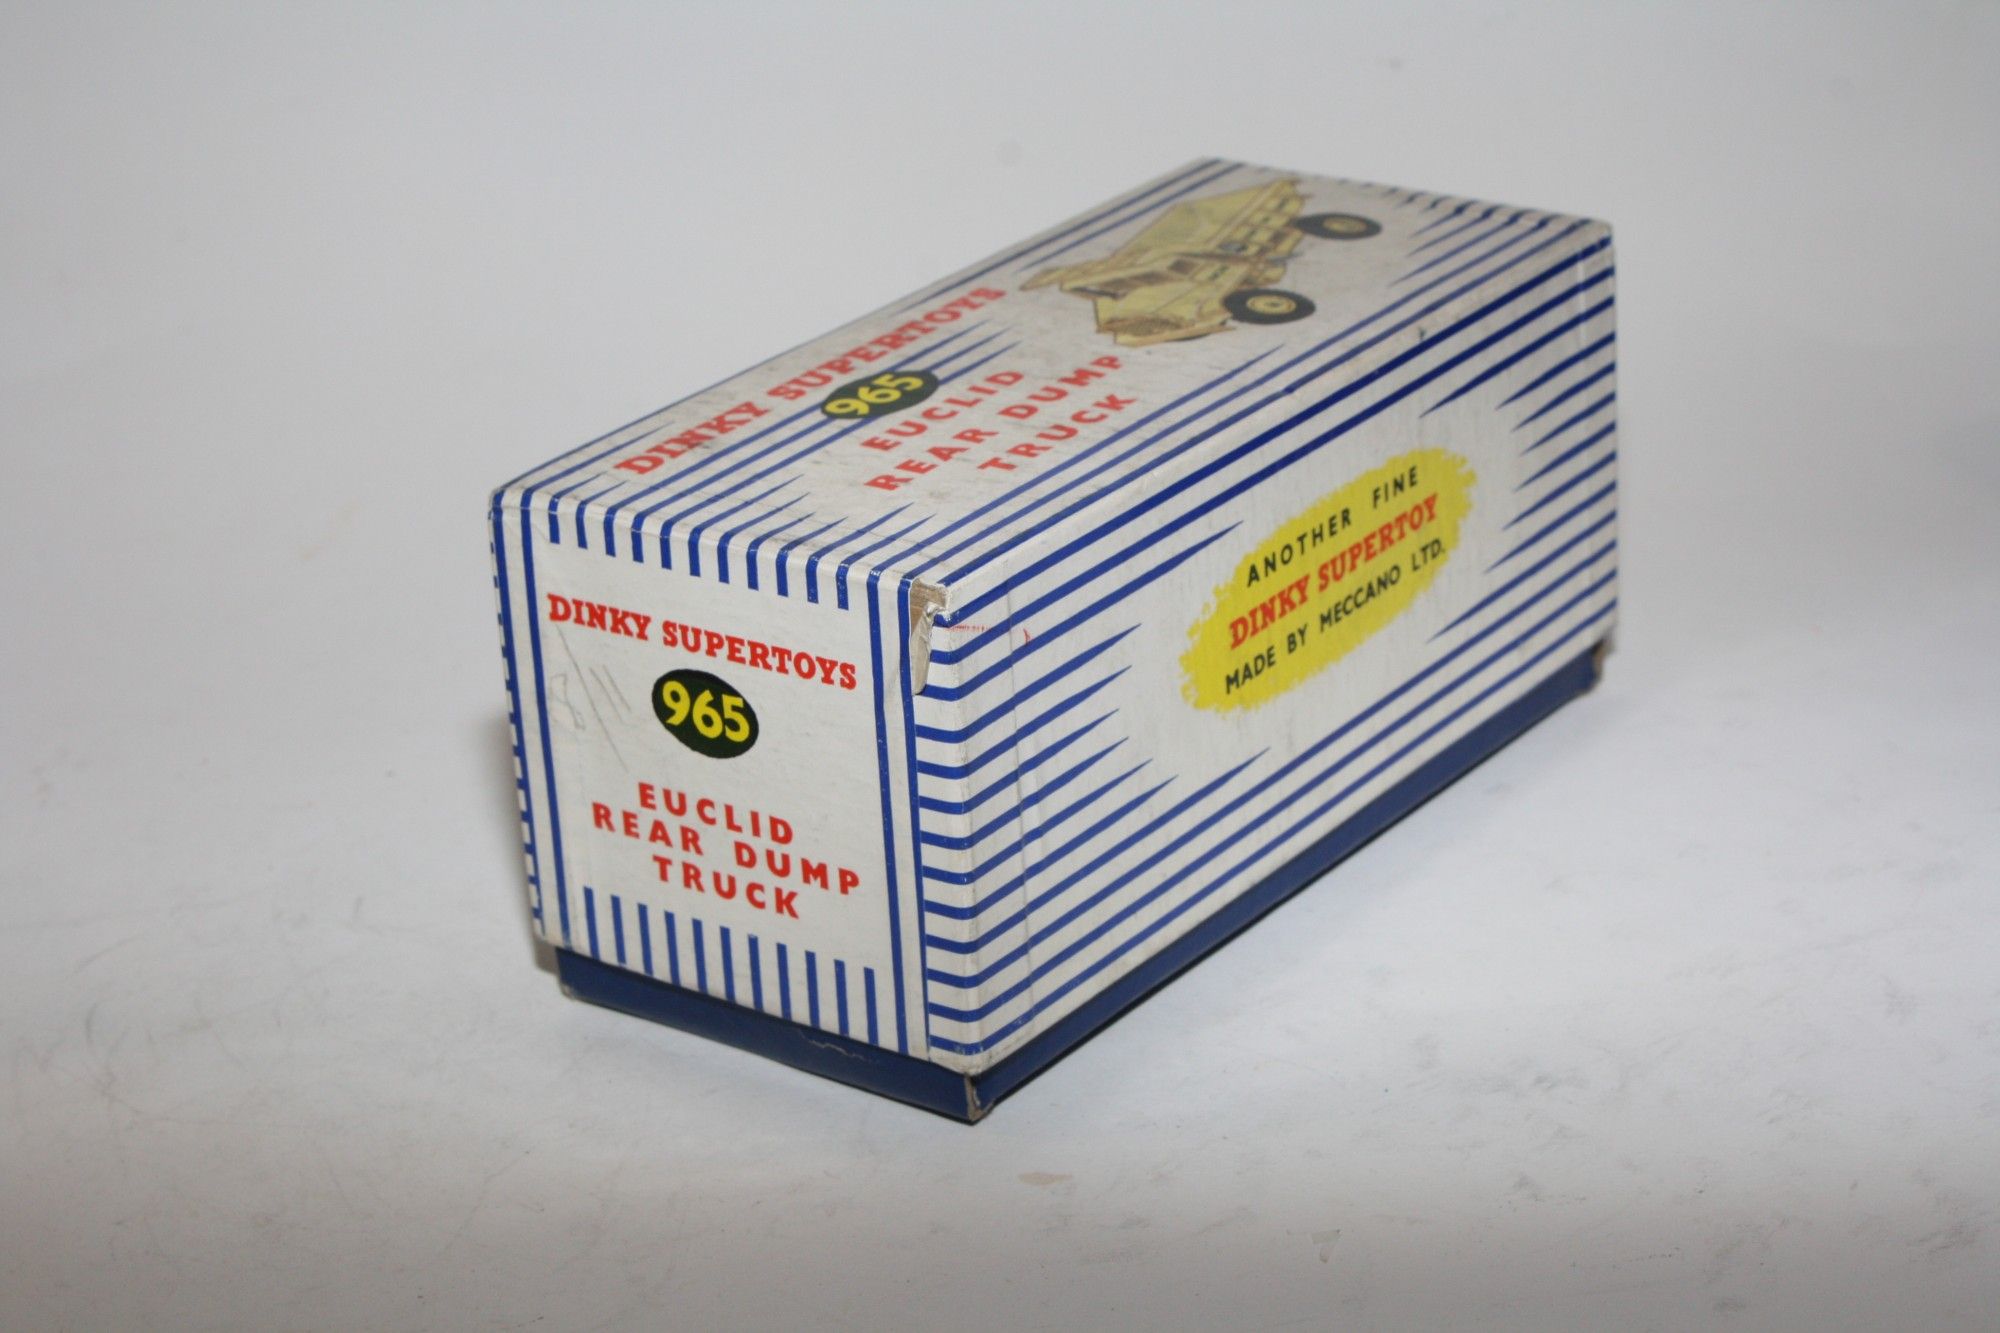 DINKY SUPERTOYS
965
EUCLID
REAR DUMP
TRUCK
DINKY SUPERTOYS
965
EUCLID
REAR DUMP
TRUCK
ANOTHER FINE
DINKY SUPERTOY
MADE BY MECCANO LTD.